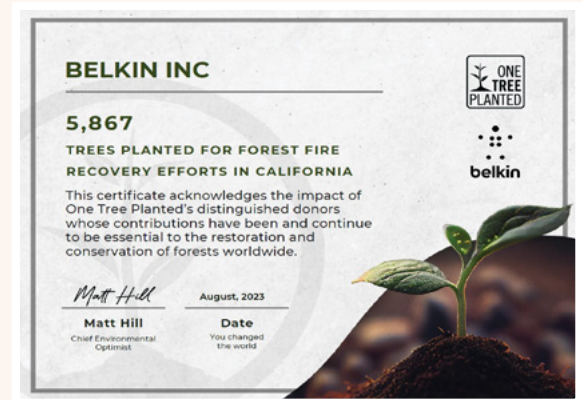 BELKIN INC
ONE
TREE
PLANTED
5,867
TREES PLANTED FOR FOREST FIRE
RECOVERY EFFORTS IN CALIFORNIA
belkin
This certificate acknowledges the impact of
One Tree Planted's distinguished donors
whose contributions have been and continue
to be essential to the restoration and
conservation of forests worldwide.
Matt Hill
August, 2023
Matt Hill
Date
Chief Environmental
Optimist
You changed
the world